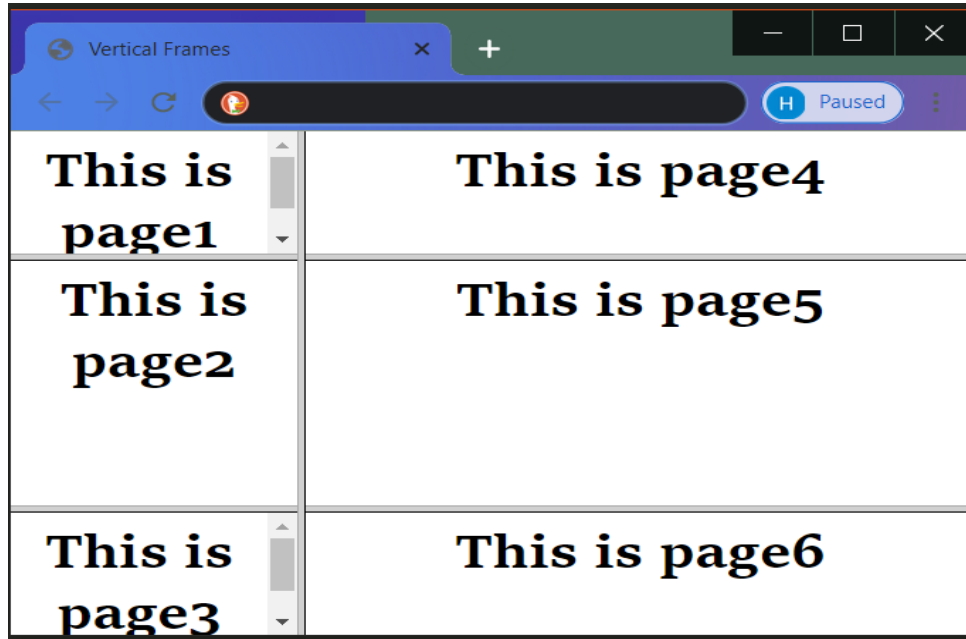 Vertical Frames
H Paused
This is
page1
This is page4
This is
page2
This is page5
This is
page3
This is page6